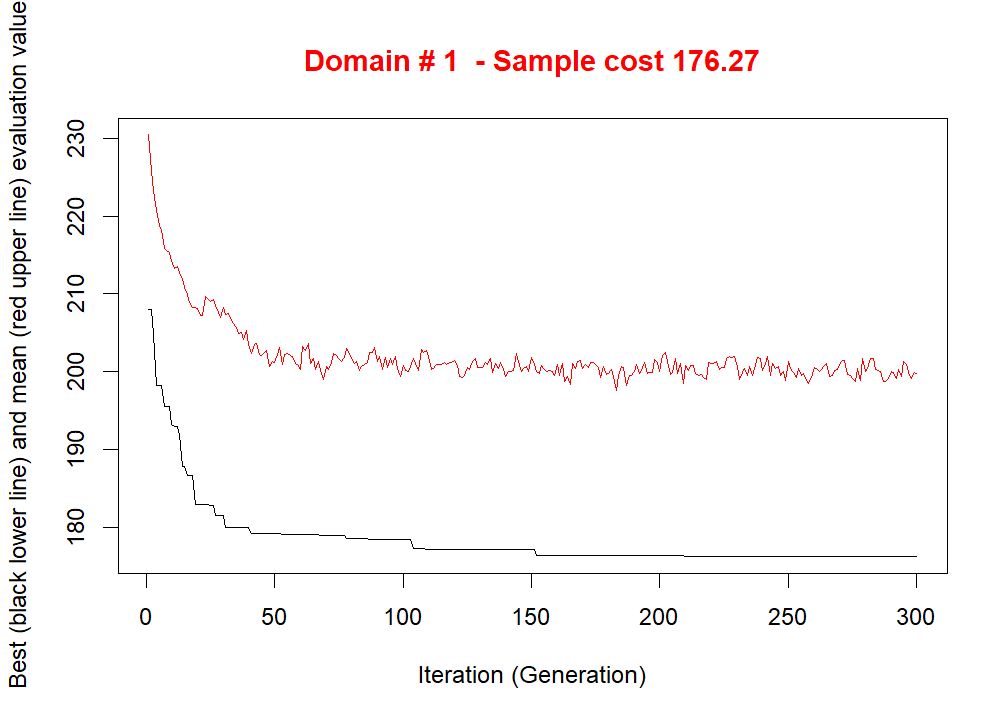 Domain # 1  - Sample cost 176.27
Best (black lower line) and mean (red upper line) evaluation value
230
220
210
200
190
180
0 50 100 150 200 250 300
Iteration (Generation)